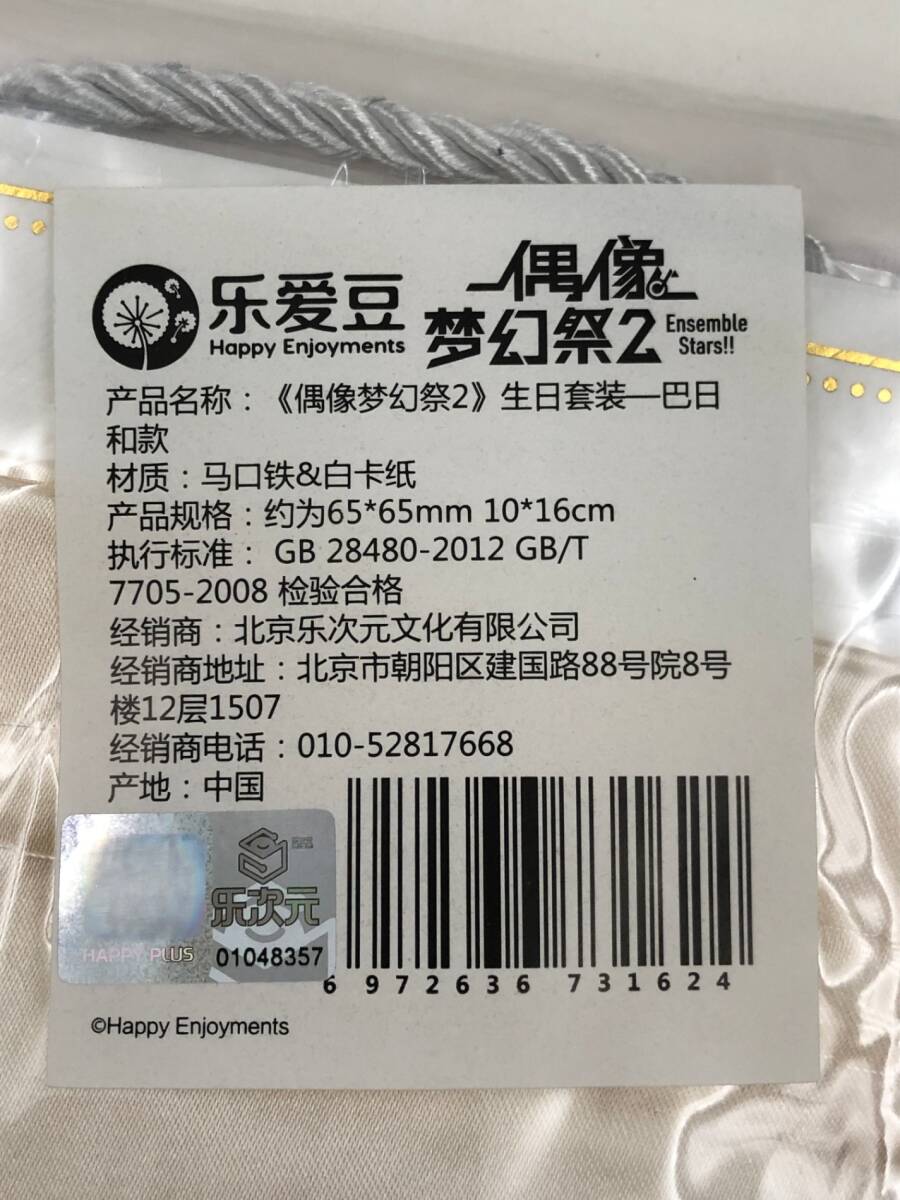 乐爱豆
Happy Enjoyments
偶像
梦幻祭2
Ensemble
Stars!!
产品名称：《偶像梦幻祭2》生日套装—巴日
和款
材质：马口铁&白卡纸
产品规格：约为65*65mm 10*16cm
执行标准： GB 28480-2012 GB/T
7705-2008 检验合格
经销商：北京乐次元文化有限公司
经销商地址：北京市朝阳区建国路88号院8号
楼12层1507
经销商电话：010-52817668
产地：中国
乐次元
HAPPY PLUS
01048357
6 972636 731624
©Happy Enjoyments